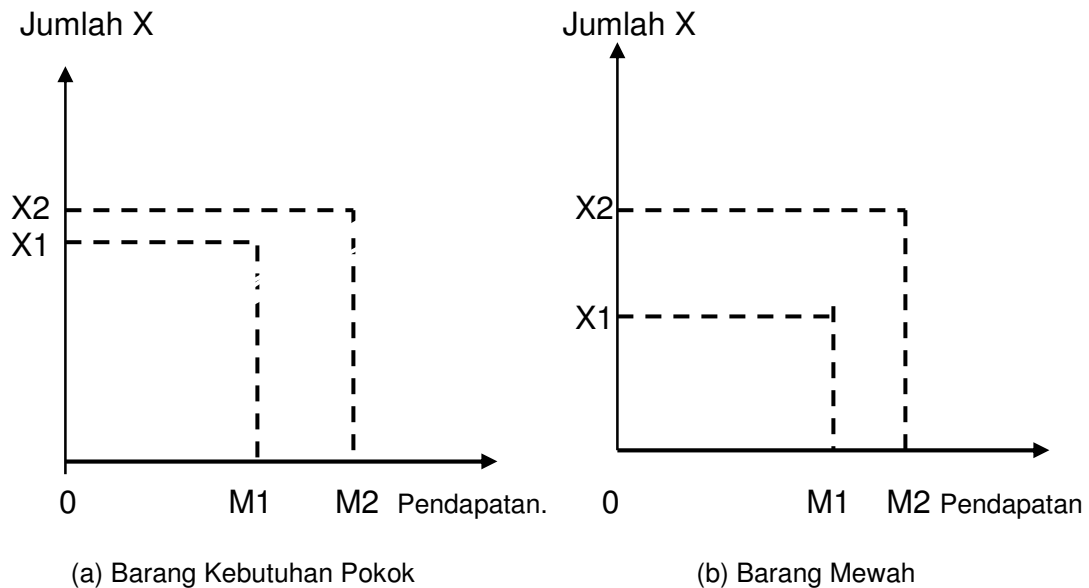 Jumlah X
X2
X1
0 M1 M2 Pendapatan.
(a) Barang Kebutuhan Pokok
Jumlah X
X2
X1
0 M1 M2 Pendapatan
(b) Barang Mewah